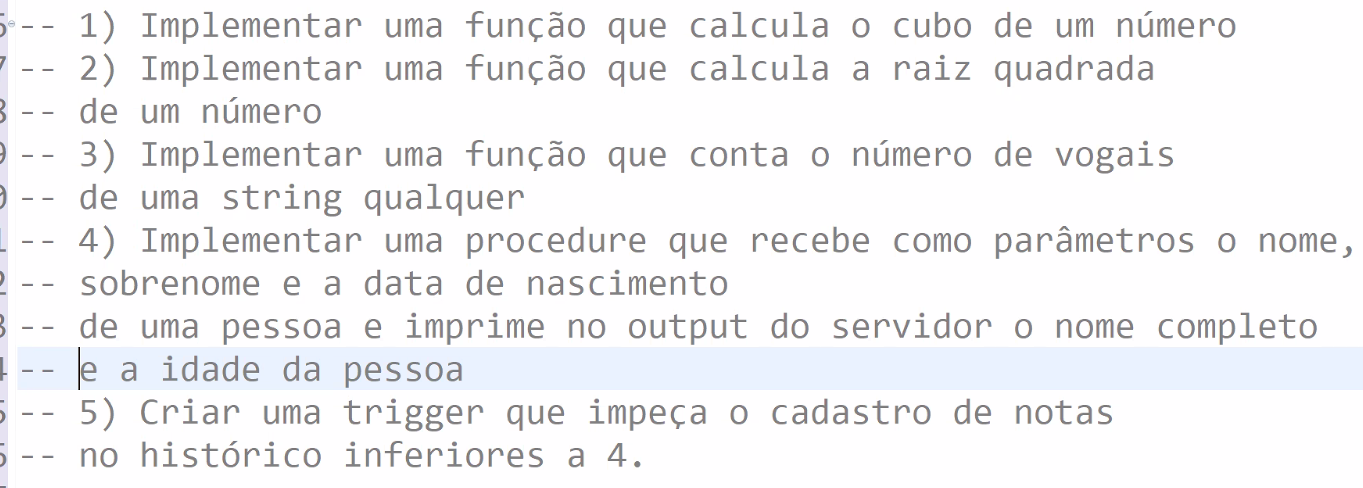 -- 1) Implementar uma função que calcula o cubo de um número
-- 2) Implementar uma função que calcula a raiz quadrada
-- de um número
-- 3) Implementar uma função que conta o número de vogais
-- de uma string qualquer
-- 4) Implementar uma procedure que recebe como parâmetros o nome,
-- sobrenome e a data de nascimento
-- de uma pessoa e imprime no output do servidor o nome completo
-- e a idade da pessoa
-- 5) Criar uma trigger que impeça o cadastro de notas
-- no histórico inferiores a 4.